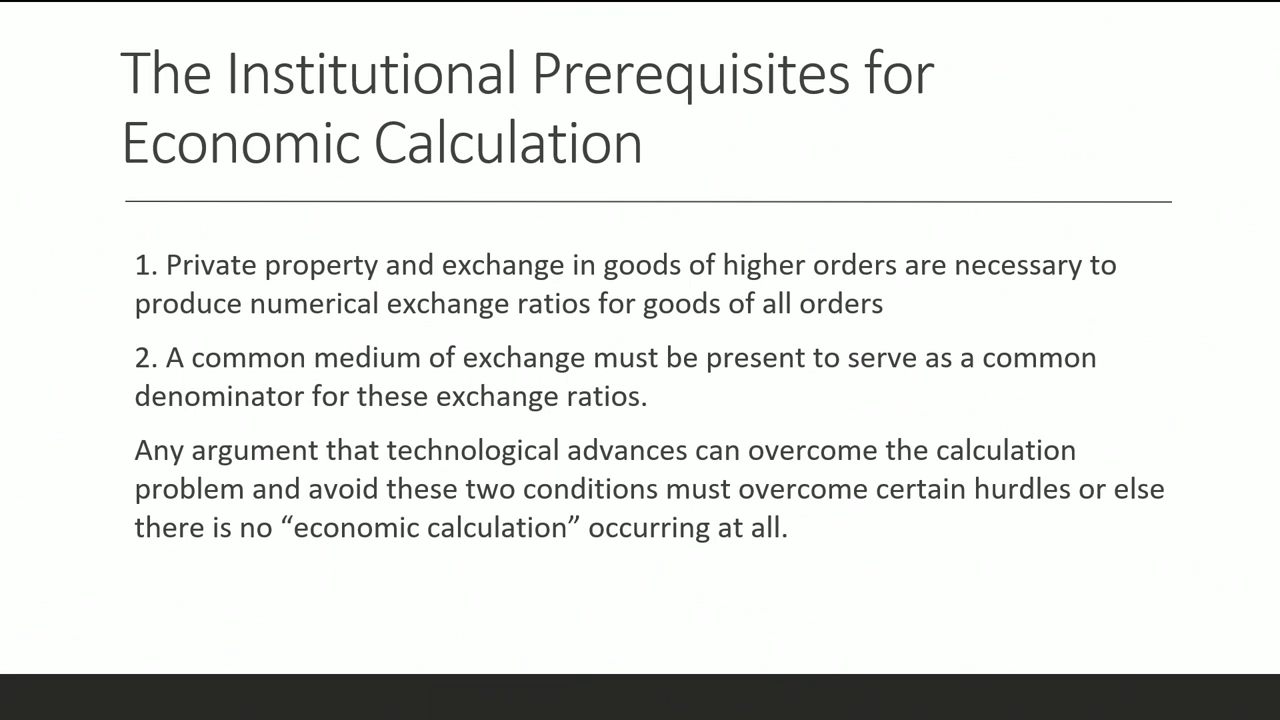 The Institutional Prerequisites for
Economic Calculation
1. Private property and exchange in goods of higher orders are necessary to
produce numerical exchange ratios for goods of all orders
2. A common medium of exchange must be present to serve as a common
denominator for these exchange ratios.
Any argument that technological advances can overcome the calculation
problem and avoid these two conditions must overcome certain hurdles or else
there is no “economic calculation” occurring at all.